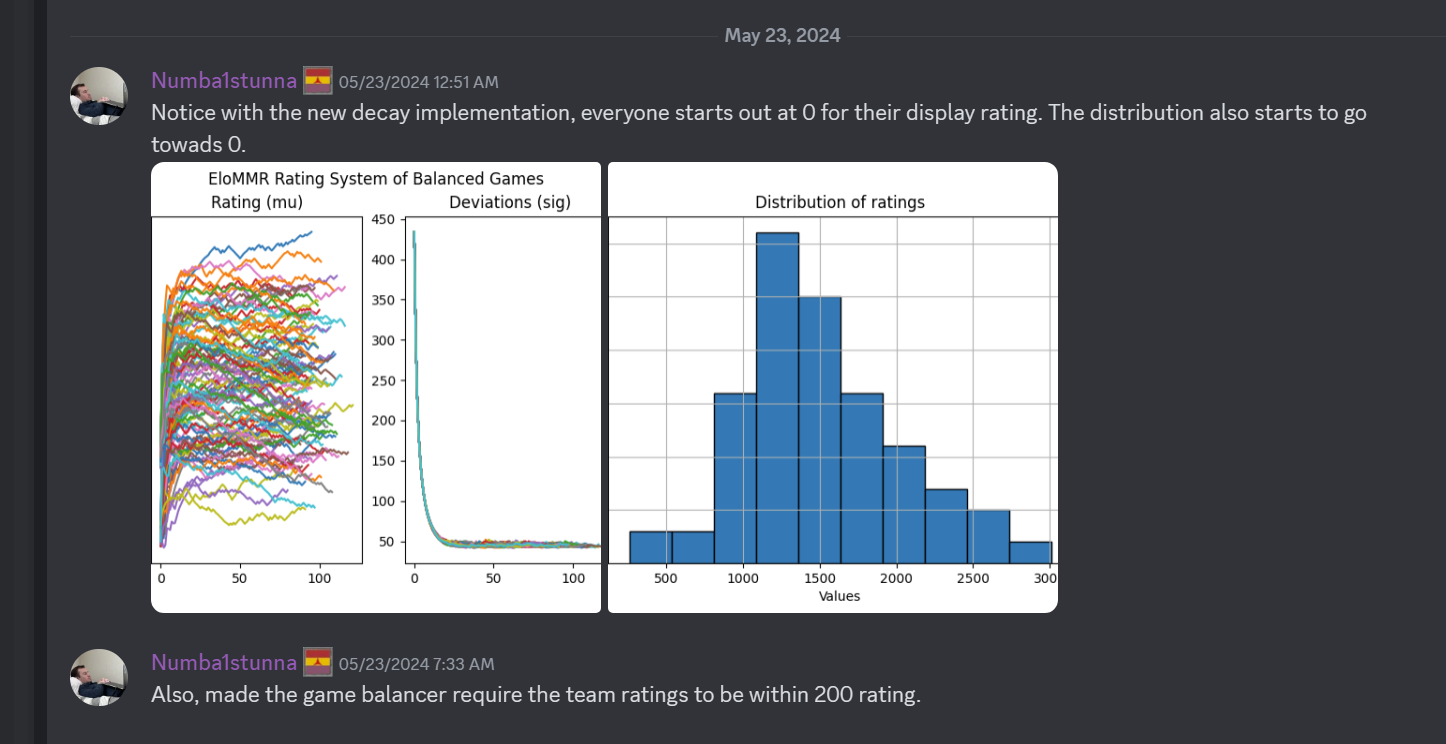 May 23, 2024
Numba1stunna 05/23/2024 12:51 AM
Notice with the new decay implementation, everyone starts out at 0 for their display rating. The distribution also starts to go
towads 0.
EloMMR Rating System of Balanced Games
Rating (mu)
Deviations (sig)
450
400
350
300
250
200
150
100
50
0 50 100
0 50 100
Distribution of ratings
500 1000 1500 2000 2500 300
Values
Numba1stunna 05/23/2024 7:33 AM
Also, made the game balancer require the team ratings to be within 200 rating.